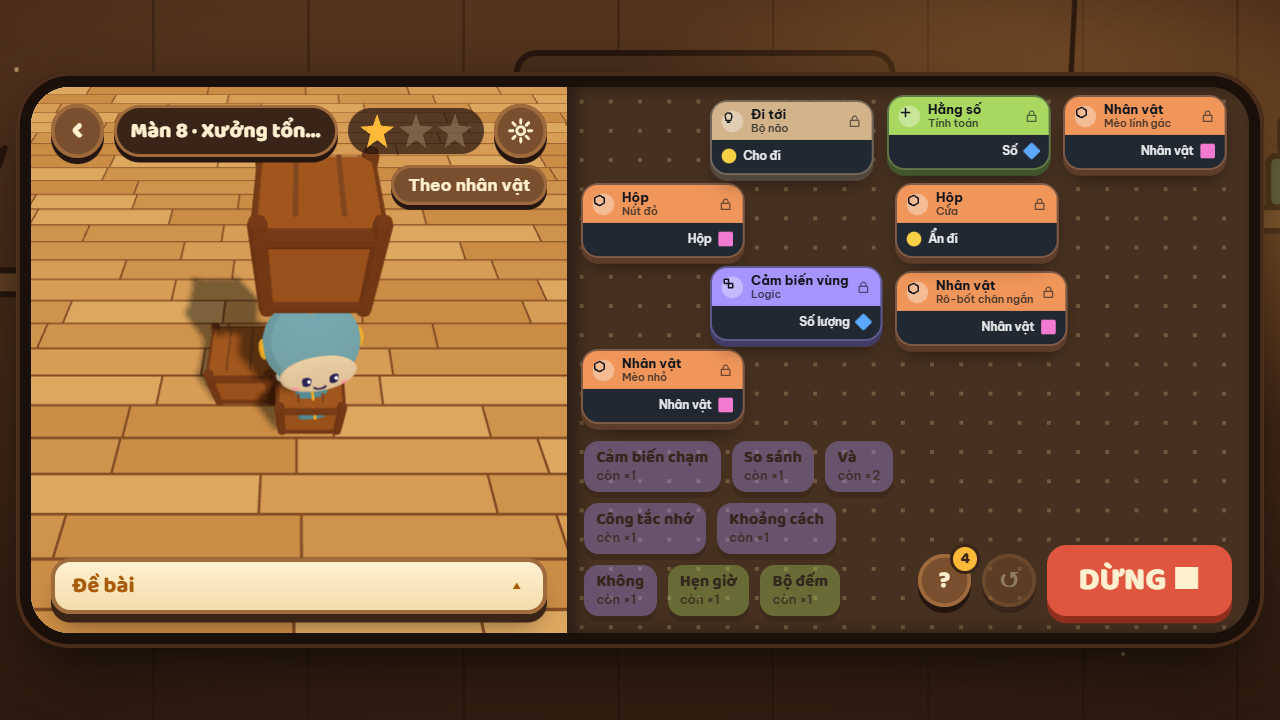 Màn 8 · Xưởng tổn...
Theo nhân vật
Đi tới
Bộ não
Cho đi
Hằng số
Tính toán
Số
Nhân vật
Mèo lính gác
Nhân vật
Hộp
Nút đỏ
Hộp
Hộp
Cửa
Ẩn đi
Cảm biến vùng
Logic
Số lượng
Nhân vật
Rô-bốt chắn ngắn
Nhân vật
Nhân vật
Mèo nhỏ
Nhân vật
Cảm biến chạm
còn ×1
So sánh
còn ×1
Và
còn ×2
Công tắc nhớ
còn ×1
Khoảng cách
còn ×1
Không
còn ×1
Hẹn giờ
còn ×1
Bộ đếm
còn ×1
Đề bài
?
4
DỪNG